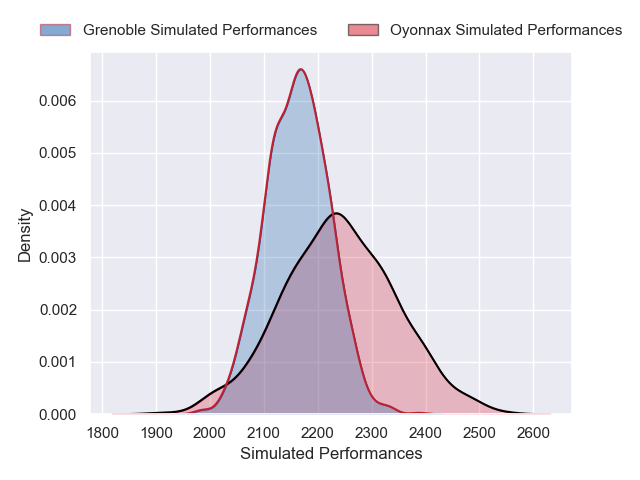 Grenoble Simulated Performances Oyonnax Simulated Performances
0.006
0.005
0.004
0.003
0.002
0.001
0.000
Density
1800 1900 2000 2100 2200 2300 2400 2500 2600
Simulated Performances